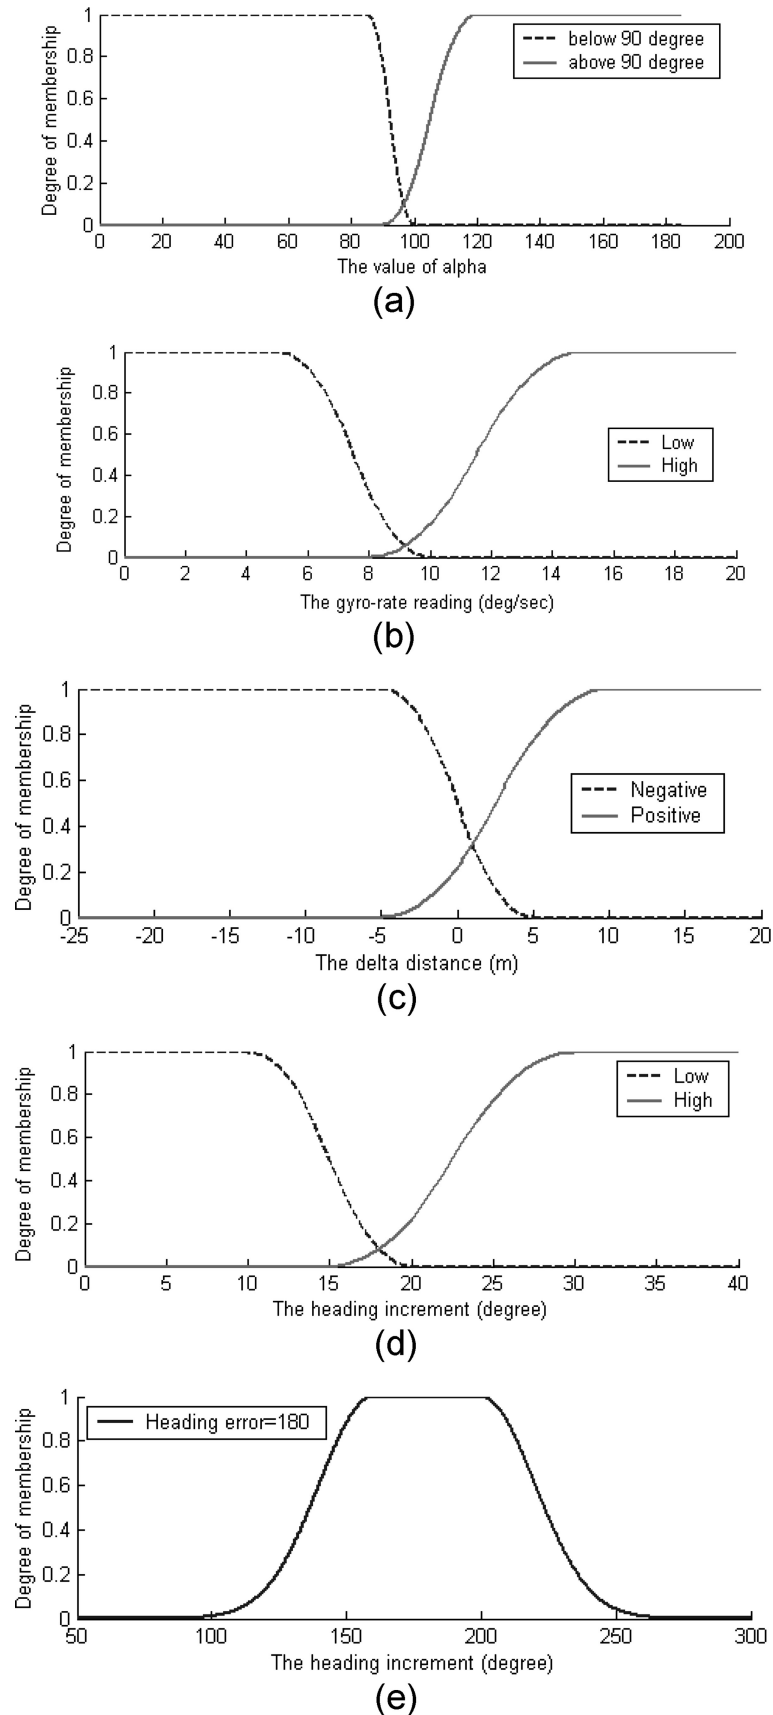 1
0.8
0.6
0.4
0.2
0
Degree of membership
below 90 degree
above 90 degree
0 20 40 60 80 100 120 140 160 180 200
The value of alpha
(a)
1
0.8
0.6
0.4
0.2
0
Degree of membership
Low
High
0 2 4 6 8 10 12 14 16 18 20
The gyro-rate reading (deg/sec)
(b)
1
0.8
0.6
0.4
0.2
0
Degree of membership
Negative
Positive
-25 -20 -15 -10 -5 0 5 10 15 20
The delta distance (m)
(c)
1
0.8
0.6
0.4
0.2
0
Degree of membership
Low
High
0 5 10 15 20 25 30 35 40
The heading increment (degree)
(d)
1
0.8
0.6
0.4
0.2
0
Degree of membership
Heading error=180
50 100 150 200 250 300
The heading increment (degree)
(e)